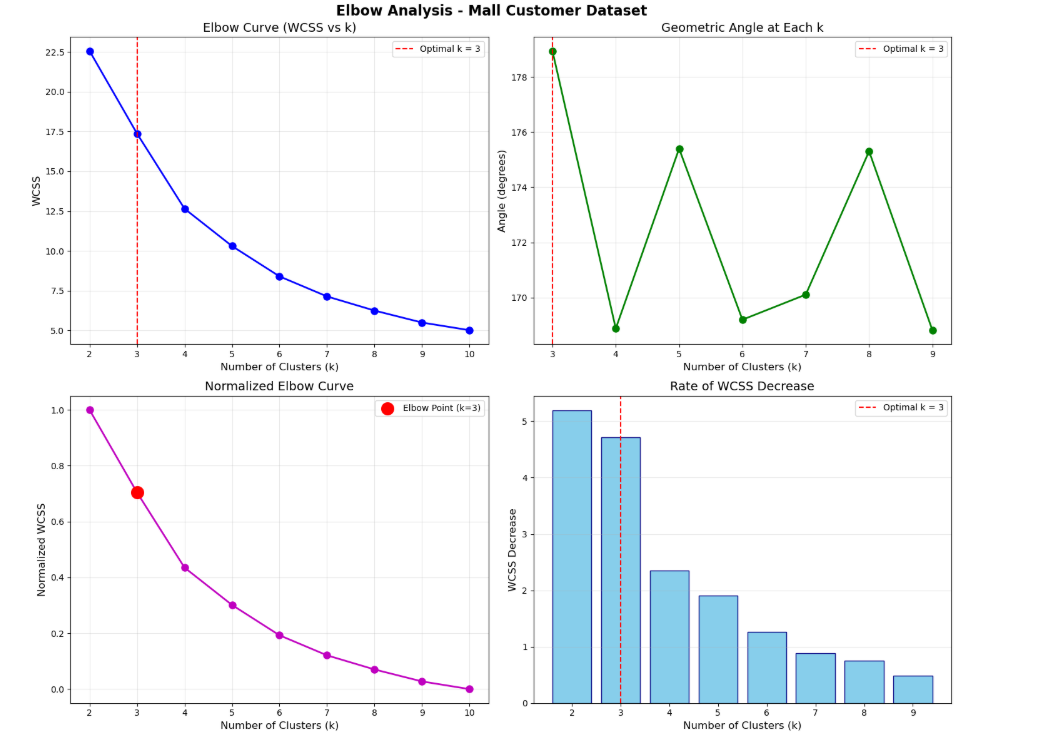 Elbow Analysis - Mall Customer Dataset
Elbow Curve (WCSS vs k)
Optimal k = 3
WCSS
22.5
20.0
17.5
15.0
12.5
10.0
7.5
5.0
2 3 4 5 6 7 8 9 10
Number of Clusters (k)
Geometric Angle at Each k
Optimal k = 3
Angle (degrees)
178
176
174
172
170
3 4 5 6 7 8 9
Number of Clusters (k)
Normalized Elbow Curve
Elbow Point (k=3)
Normalized WCSS
1.0
0.8
0.6
0.4
0.2
0.0
2 3 4 5 6 7 8 9 10
Number of Clusters (k)
Rate of WCSS Decrease
Optimal k = 3
WCSS Decrease
5
4
3
2
1
0
2 3 4 5 6 7 8 9
Number of Clusters (k)